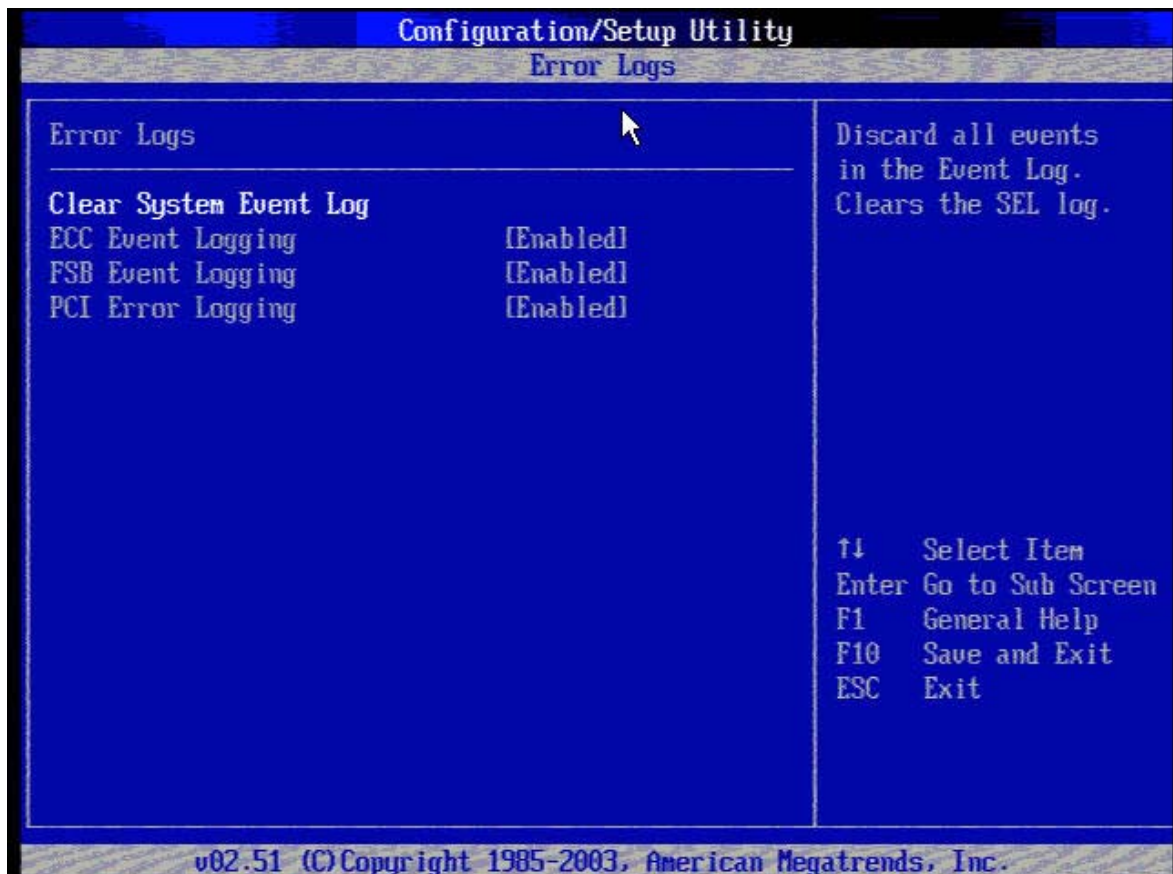 Configuration/Setup Utility
Error Logs
Error Logs
Clear System Event Log
ECC Event Logging [Enabled]
FSB Event Logging [Enabled]
PCI Error Logging [Enabled]
Discard all events
in the Event Log.
Clears the SEL log.
↑↓ Select Item
Enter Go to Sub Screen
F1 General Help
F10 Save and Exit
ESC Exit
v02.51 (C)Copyright 1985-2003, American Megatrends, Inc.